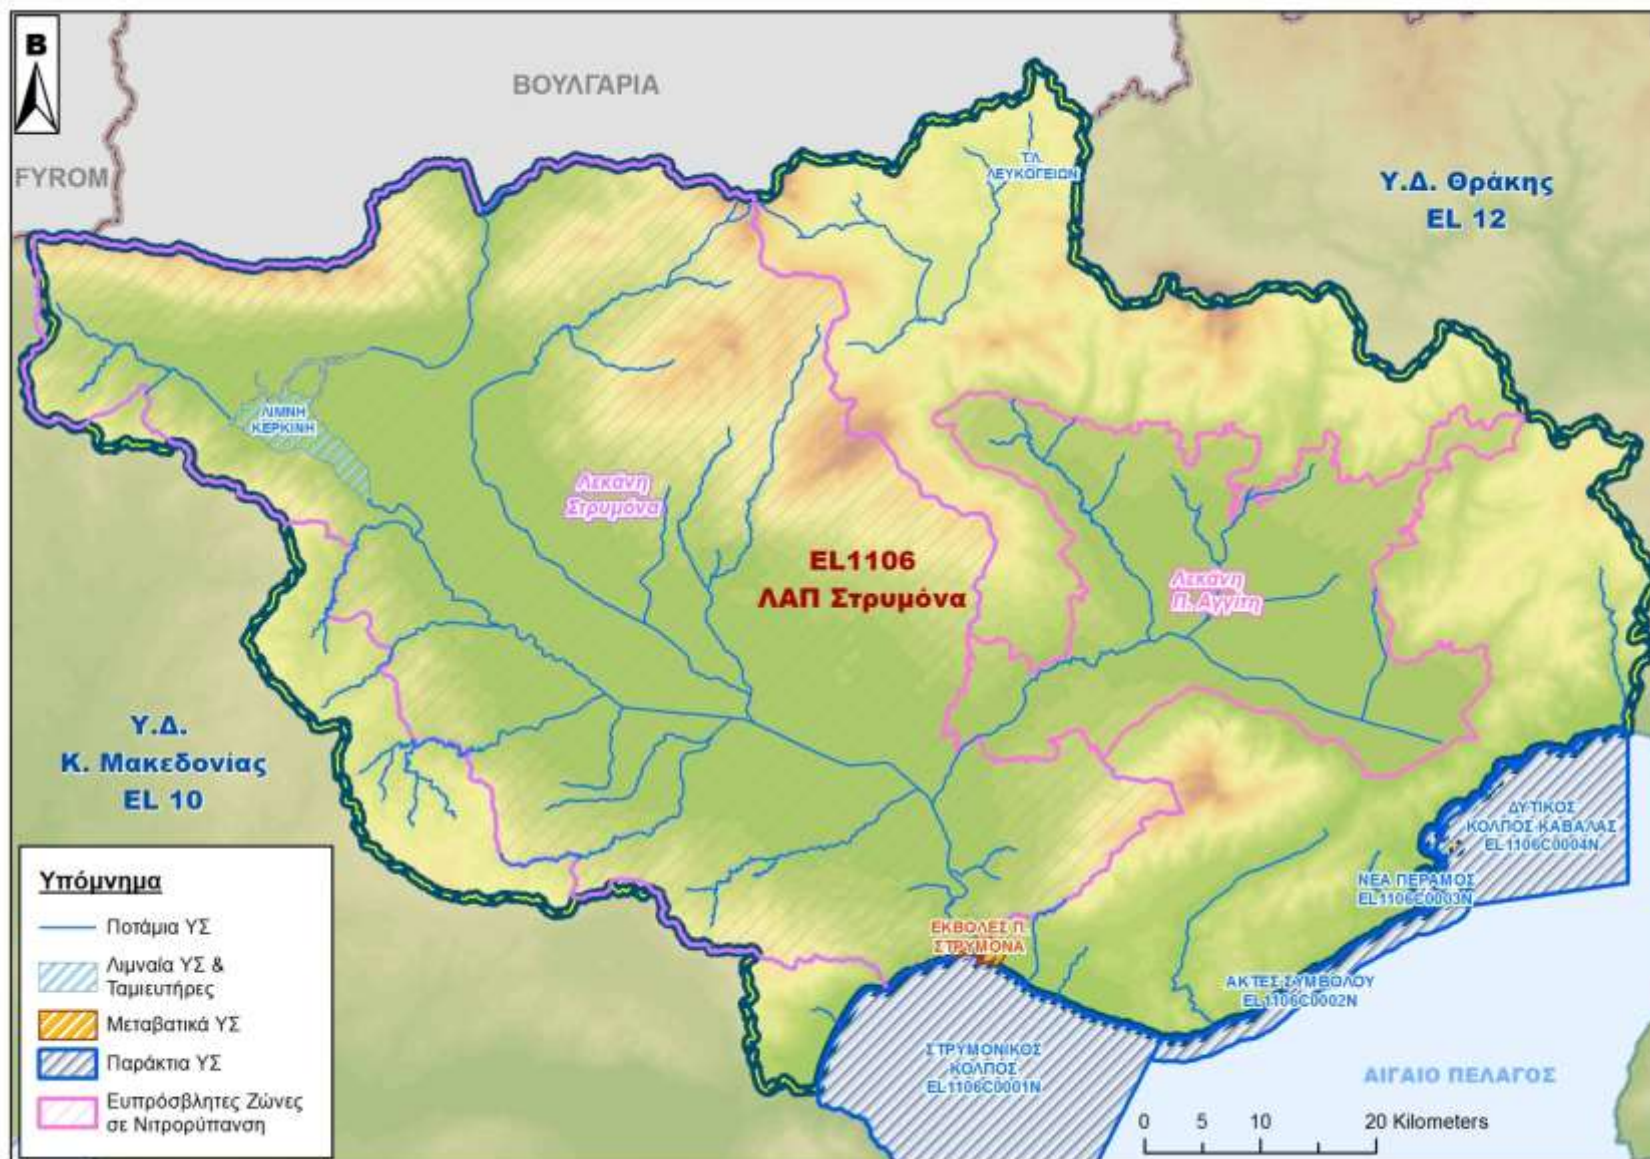 Β
ΒΟΥΛΓΑΡΙΑ
FYROM
Τ.Λ.
ΛΕΥΚΟΓΕΙΩΝ
Υ.Δ. Θράκης
EL 12
ΛΙΜΝΗ
ΚΕΡΚΙΝΗ
Λεκάνη
Στρυμόνα
EL1106
ΛΑΠ Στρυμόνα
Λεκάνη
Π. Αγγίτη
Υ.Δ.
Κ. Μακεδονίας
EL 10
ΔΥΤΙΚΟΣ
ΚΟΛΠΟΣ ΚΑΒΑΛΑΣ
EL1106C0004N
ΝΕΑ ΠΕΡΑΜΟΣ
EL1106C0003N
ΕΚΒΟΛΕΣ Π.
ΣΤΡΥΜΟΝΑ
ΑΚΤΕΣ ΣΥΜΒΟΛΟΥ
EL1106C0002N
ΣΤΡΥΜΟΝΙΚΟΣ
ΚΟΛΠΟΣ
EL1106C0001N
ΑΙΓΑΙΟ ΠΕΛΑΓΟΣ
0 5 10 20 Kilometers
Υπόμνημα
Ποτάμια ΥΣ
Λιμναία ΥΣ &
Ταμιευτήρες
Μεταβατικά ΥΣ
Παράκτια ΥΣ
Ευπρόσβλητες Ζώνες
σε Νιτρορύπανση